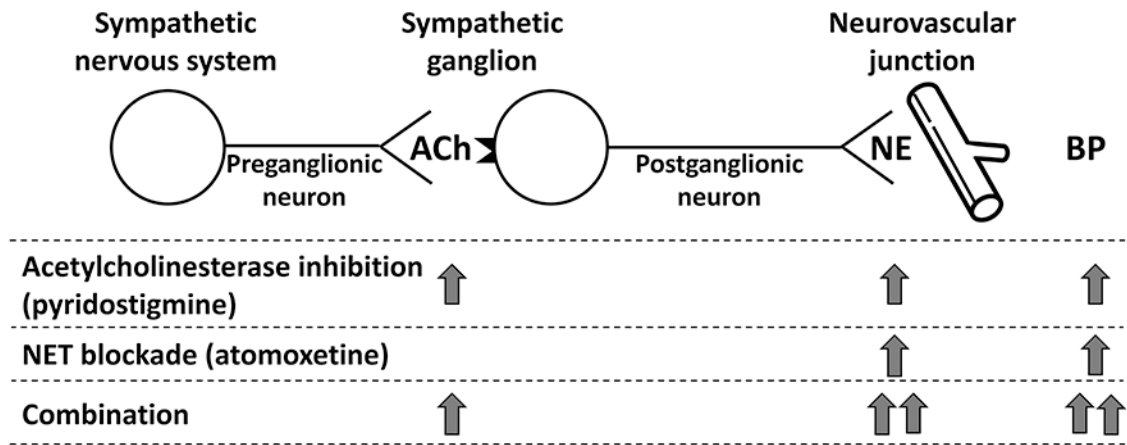 Sympathetic
nervous system
Sympathetic
ganglion
Neurovascular
junction
ACh
NE
BP
Preganglionic
neuron
Postganglionic
neuron
Acetylcholinesterase inhibition
(pyridostigmine)
NET blockade (atomoxetine)
Combination